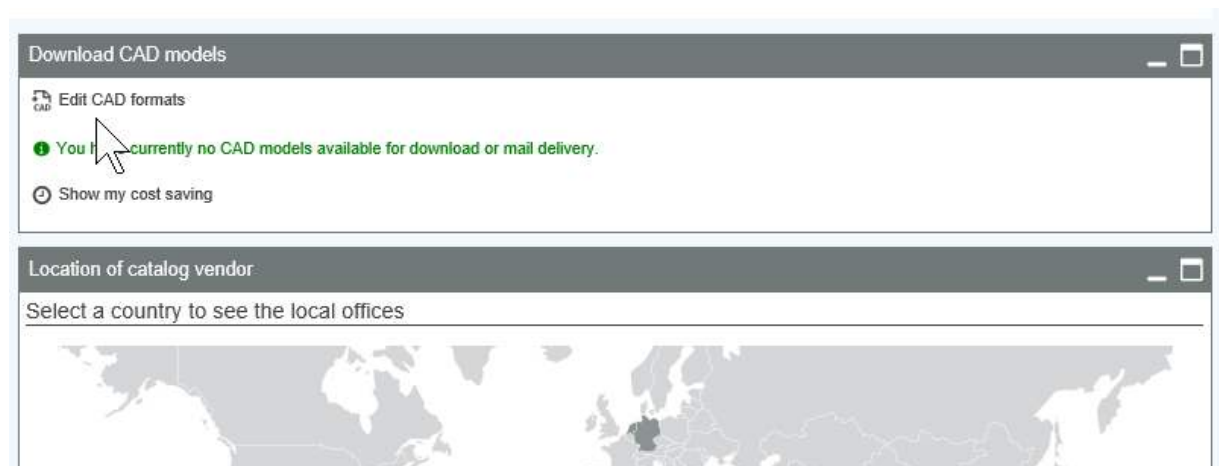 Download CAD models
CAD
Edit CAD formats
You currently no CAD models available for download or mail delivery.
Show my cost saving
Location of catalog vendor
Select a country to see the local offices